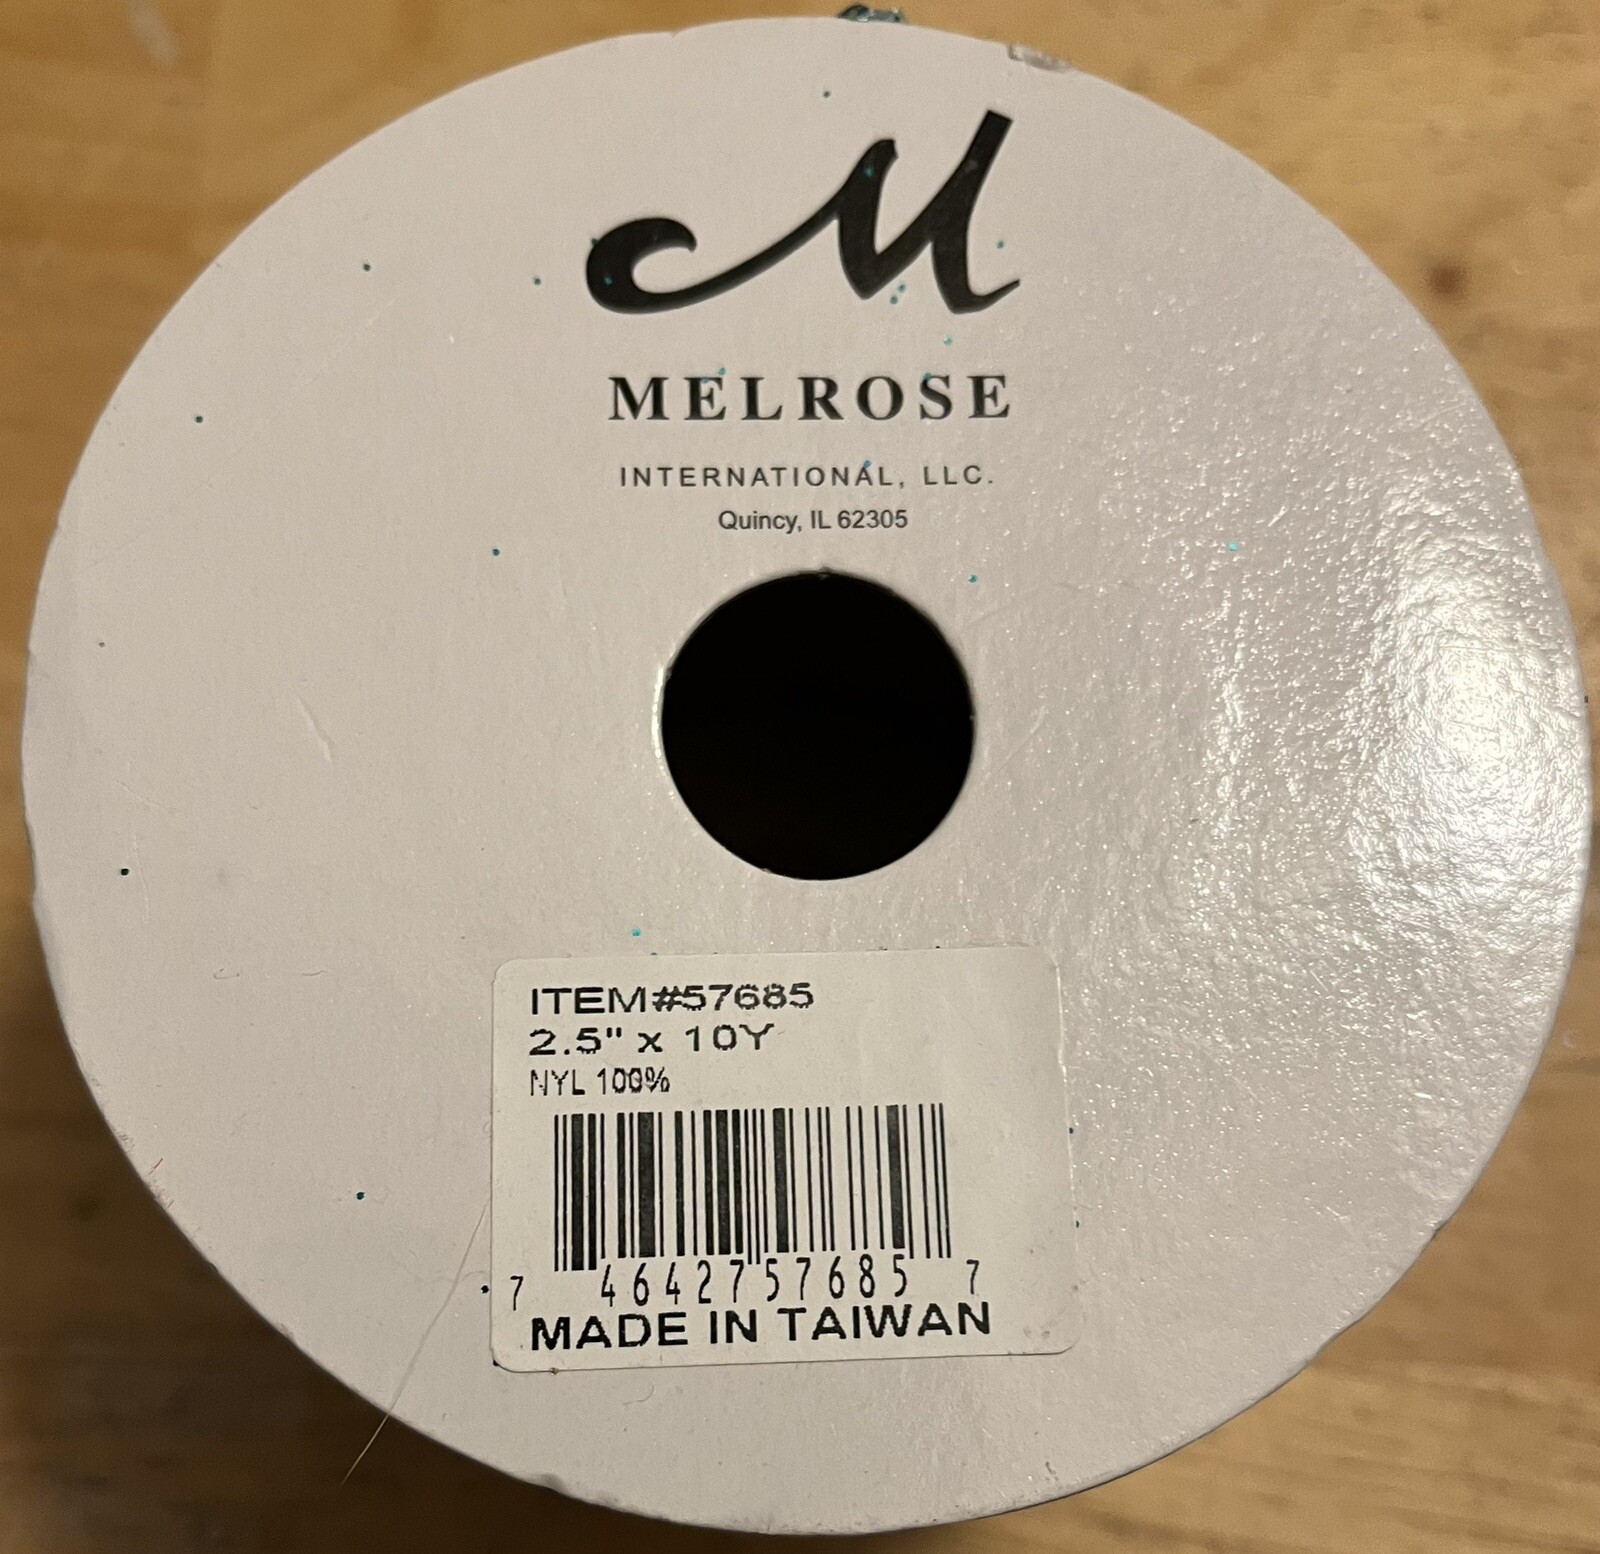 M
MELROSE
INTERNATIONAL, LLC.
Quincy, IL 62305
ITEM#57685
2.5" x 10Y
NYL 100%
7 46427 57685 7
MADE IN TAIWAN